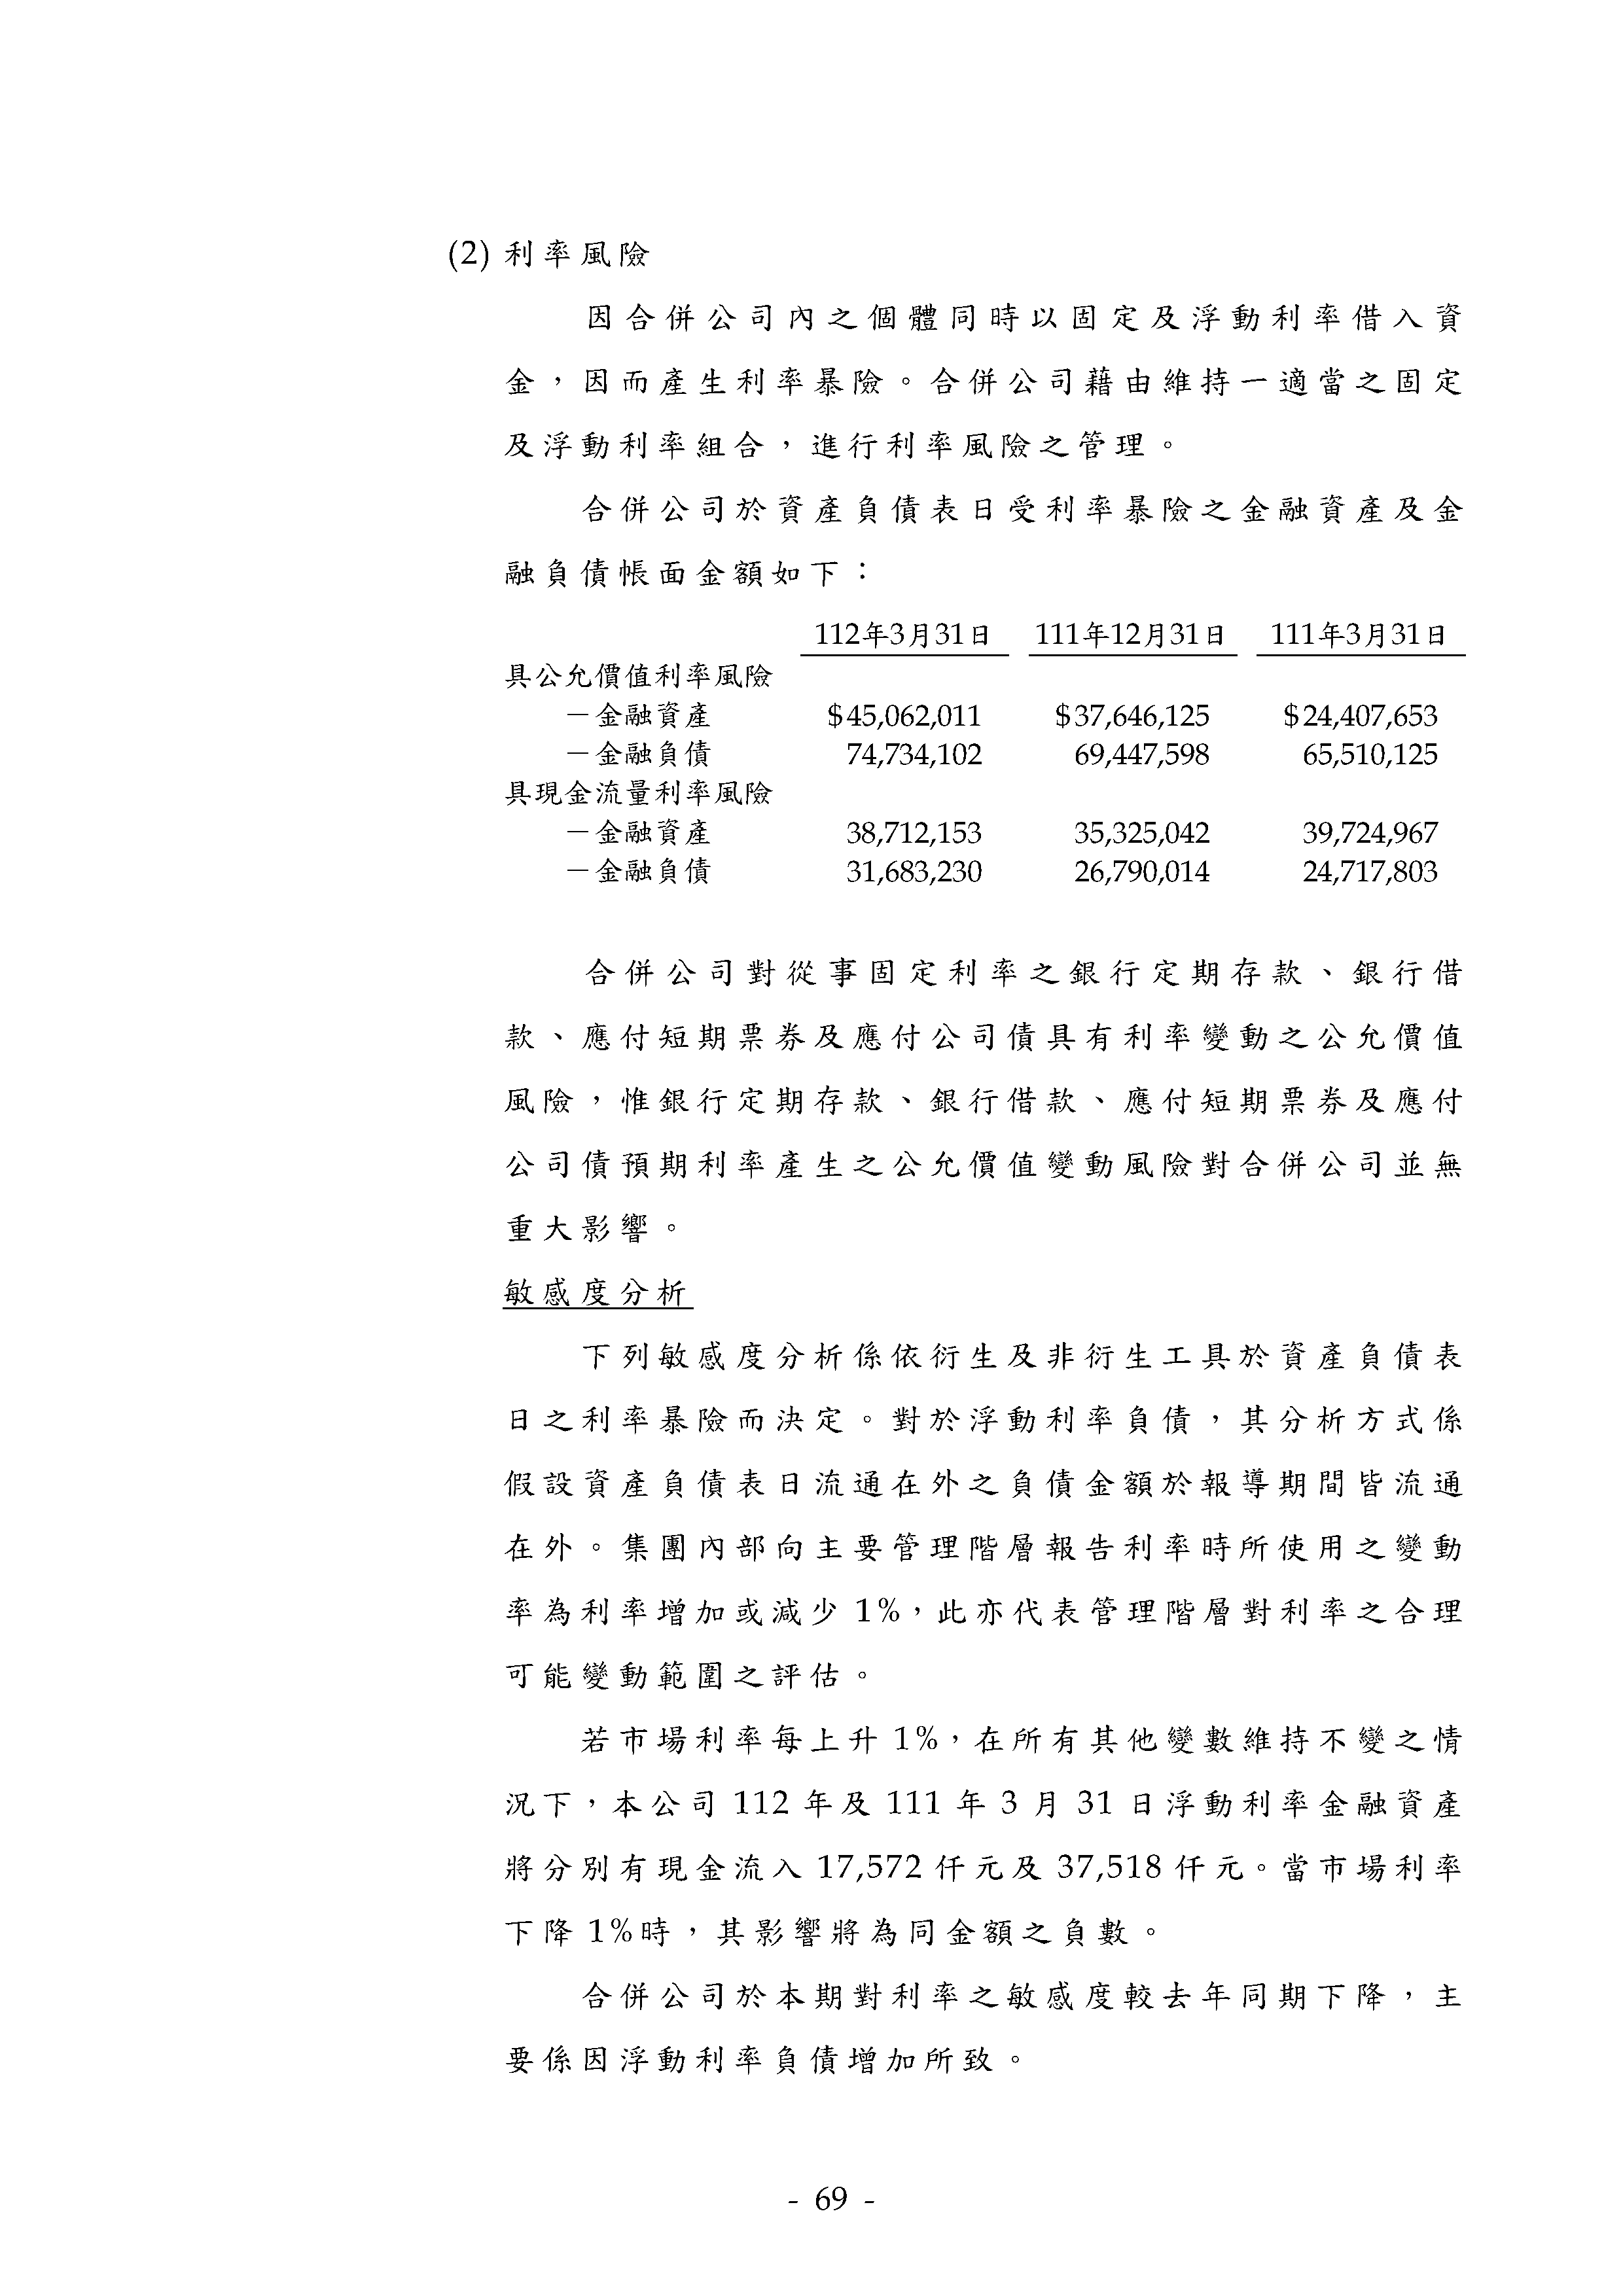 (2) 利率風險
因合併公司內之個體同時以固定及浮動利率借入資
金，因而產生利率暴險。合併公司藉由維持一適當之固定
及浮動利率組合，進行利率風險之管理。
合併公司於資產負債表日受利率暴險之金融資產及金
融負債帳面金額如下：
112年3月31日 111年12月31日 111年3月31日
具公允價值利率風險
－金融資產 $45,062,011 $37,646,125 $24,407,653
－金融負債 74,734,102 69,447,598 65,510,125
具現金流量利率風險
－金融資產 38,712,153 35,325,042 39,724,967
－金融負債 31,683,230 26,790,014 24,717,803
合併公司對從事固定利率之銀行定期存款、銀行借
款、應付短期票券及應付公司債具有利率變動之公允價值
風險，惟銀行定期存款、銀行借款、應付短期票券及應付
公司債預期利率產生之公允價值變動風險對合併公司並無
重大影響。
敏感度分析
下列敏感度分析係依衍生及非衍生工具於資產負債表
日之利率暴險而決定。對於浮動利率負債，其分析方式係
假設資產負債表日流通在外之負債金額於報導期間皆流通
在外。集團內部向主要管理階層報告利率時所使用之變動
率為利率增加或減少 1%，此亦代表管理階層對利率之合理
可能變動範圍之評估。
若市場利率每上升 1%，在所有其他變數維持不變之情
況下，本公司 112 年及 111 年 3 月 31 日浮動利率金融資產
將分別有現金流入 17,572 仟元及 37,518 仟元。當市場利率
下降 1%時，其影響將為同金額之負數。
合併公司於本期對利率之敏感度較去年同期下降，主
要係因浮動利率負債增加所致。
- 69 -